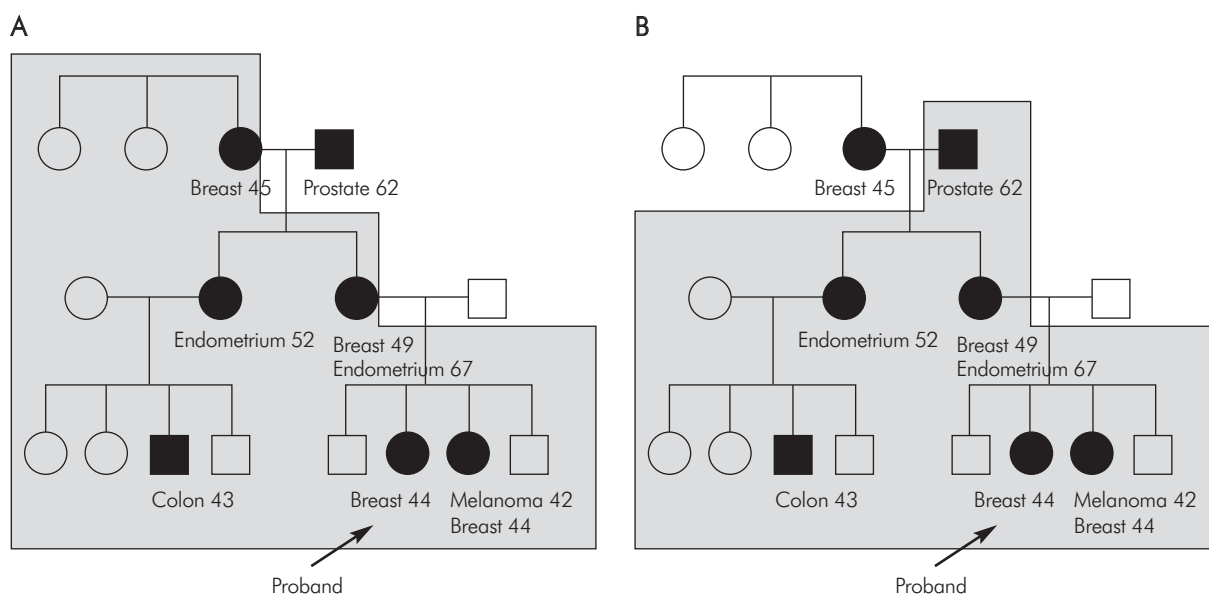 A
Breast 45
Prostate 62
Endometrium 52
Breast 49
Endometrium 67
Colon 43
Breast 44
Melanoma 42
Breast 44
Proband
B
Breast 45
Prostate 62
Endometrium 52
Breast 49
Endometrium 67
Colon 43
Breast 44
Melanoma 42
Breast 44
Proband